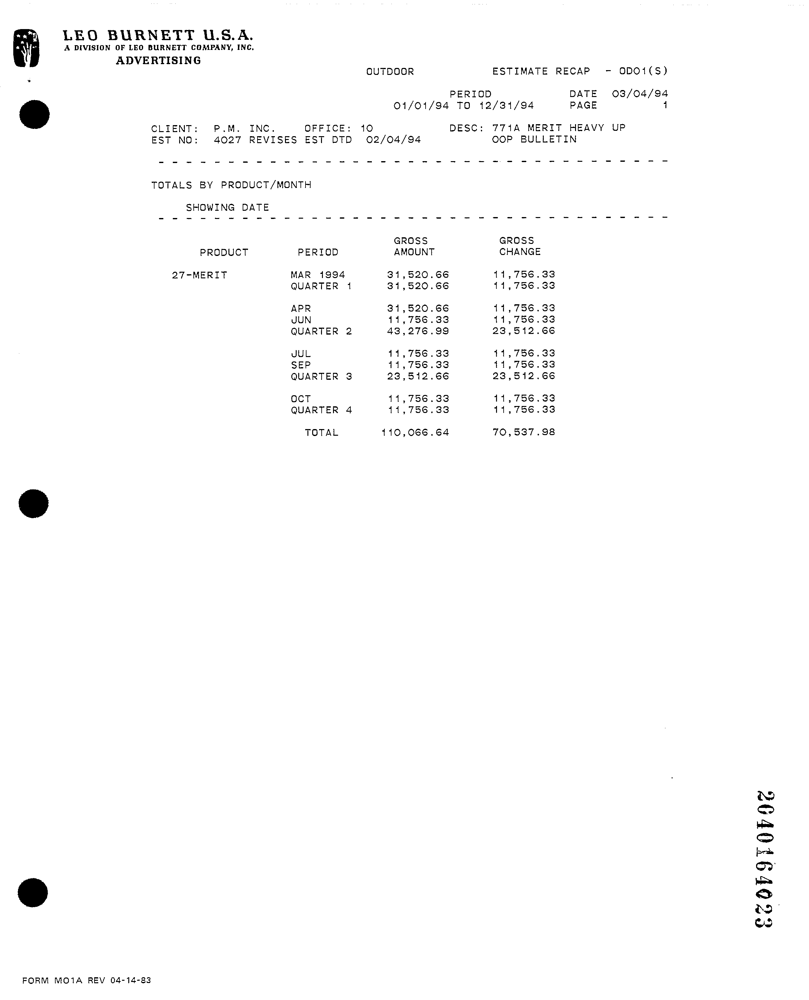 LEO BURNETT U.S.A.
A DIVISION OF LEO BURNETT COMPANY, INC.
ADVERTISING
OUTDOOR ESTIMATE RECAP - OD01(S)
PERIOD DATE 03/04/94
01/01/94 TO 12/31/94 PAGE 1
CLIENT: P.M. INC. OFFICE: 10 DESC: 771A MERIT HEAVY UP
EST NO: 4027 REVISES EST DTD 02/04/94 OOP BULLETIN
- - - - - - - - - - - - - - - - - - - - - - - - - - - - - - - - - - - - -
TOTALS BY PRODUCT/MONTH
SHOWING DATE
- - - - - - - - - - - - - - - - - - - - - - - - - - - - - - - - - - - - -
GROSS GROSS
PRODUCT PERIOD AMOUNT CHANGE
27-MERIT MAR 1994 31,520.66 11,756.33
QUARTER 1 31,520.66 11,756.33
APR 31,520.66 11,756.33
JUN 11,756.33 11,756.33
QUARTER 2 43,276.99 23,512.66
JUL 11,756.33 11,756.33
SEP 11,756.33 11,756.33
QUARTER 3 23,512.66 23,512.66
OCT 11,756.33 11,756.33
QUARTER 4 11,756.33 11,756.33
TOTAL 110,066.64 70,537.98
2040164023
FORM M01A REV 04-14-83